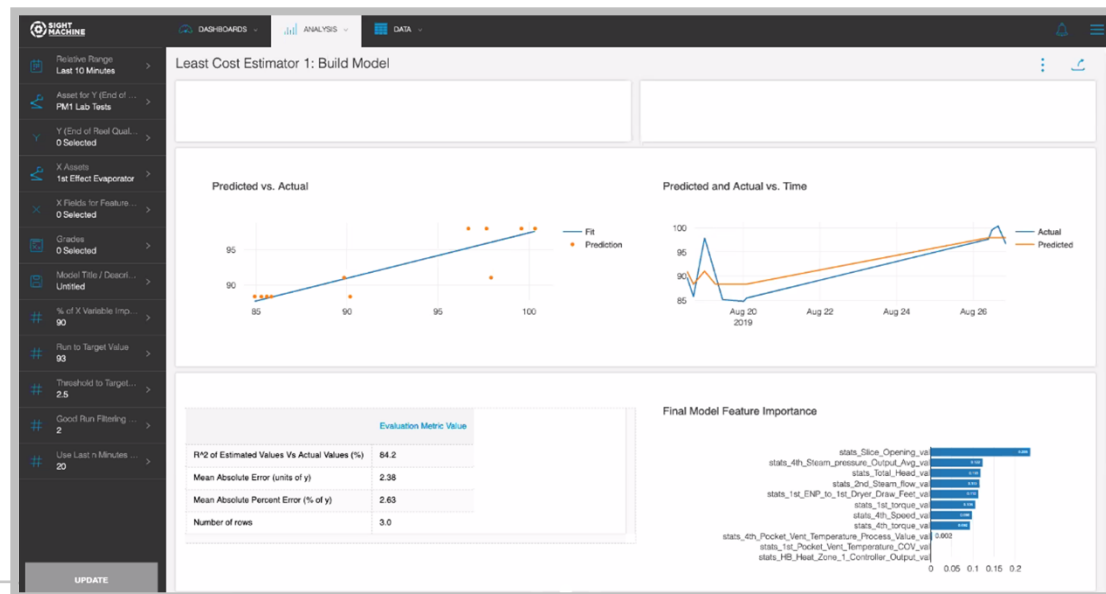 SIGHT
MACHINE
DASHBOARDS
ANALYSIS
DATA
Relative Range
Last 10 Minutes
Asset for Y (End of ...
PM1 Lab Tests
Y (End of Reel Qual...
0 Selected
X Assets
1st Effect Evaporator
X Fields for Feature...
0 Selected
Grades
0 Selected
Model Title / Descri...
Untitled
% of X Variable Imp...
90
Run to Target Value
93
Threshold to Target...
2.5
Good Run Filtering ...
2
Use Last n Minutes ...
20
UPDATE
Least Cost Estimator 1: Build Model
Predicted vs. Actual
95
90
85 90 95 100
Fit
Prediction
Predicted and Actual vs. Time
100
95
90
85
Aug 20 Aug 22 Aug 24 Aug 26
2019
Actual
Predicted
Evaluation Metric Value
R^2 of Estimated Values Vs Actual Values (%) 84.2
Mean Absolute Error (units of y) 2.38
Mean Absolute Percent Error (% of y) 2.63
Number of rows 3.0
Final Model Feature Importance
stats_Slice_Opening_val
stats_4th_Steam_pressure_Output_Avg_val
stats_Total_Head_val
stats_2nd_Steam_flow_val
stats_1st_ENP_to_1st_Dryer_Draw_Feet_val
stats_1st_torque_val
stats_4th_Speed_val
stats_4th_torque_val
stats_4th_Pocket_Vent_Temperature_Process_Value_val 0.002
stats_1st_Pocket_Vent_Temperature_COV_val
stats_HB_Heat_Zone_1_Controller_Output_val
0 0.05 0.1 0.15 0.2